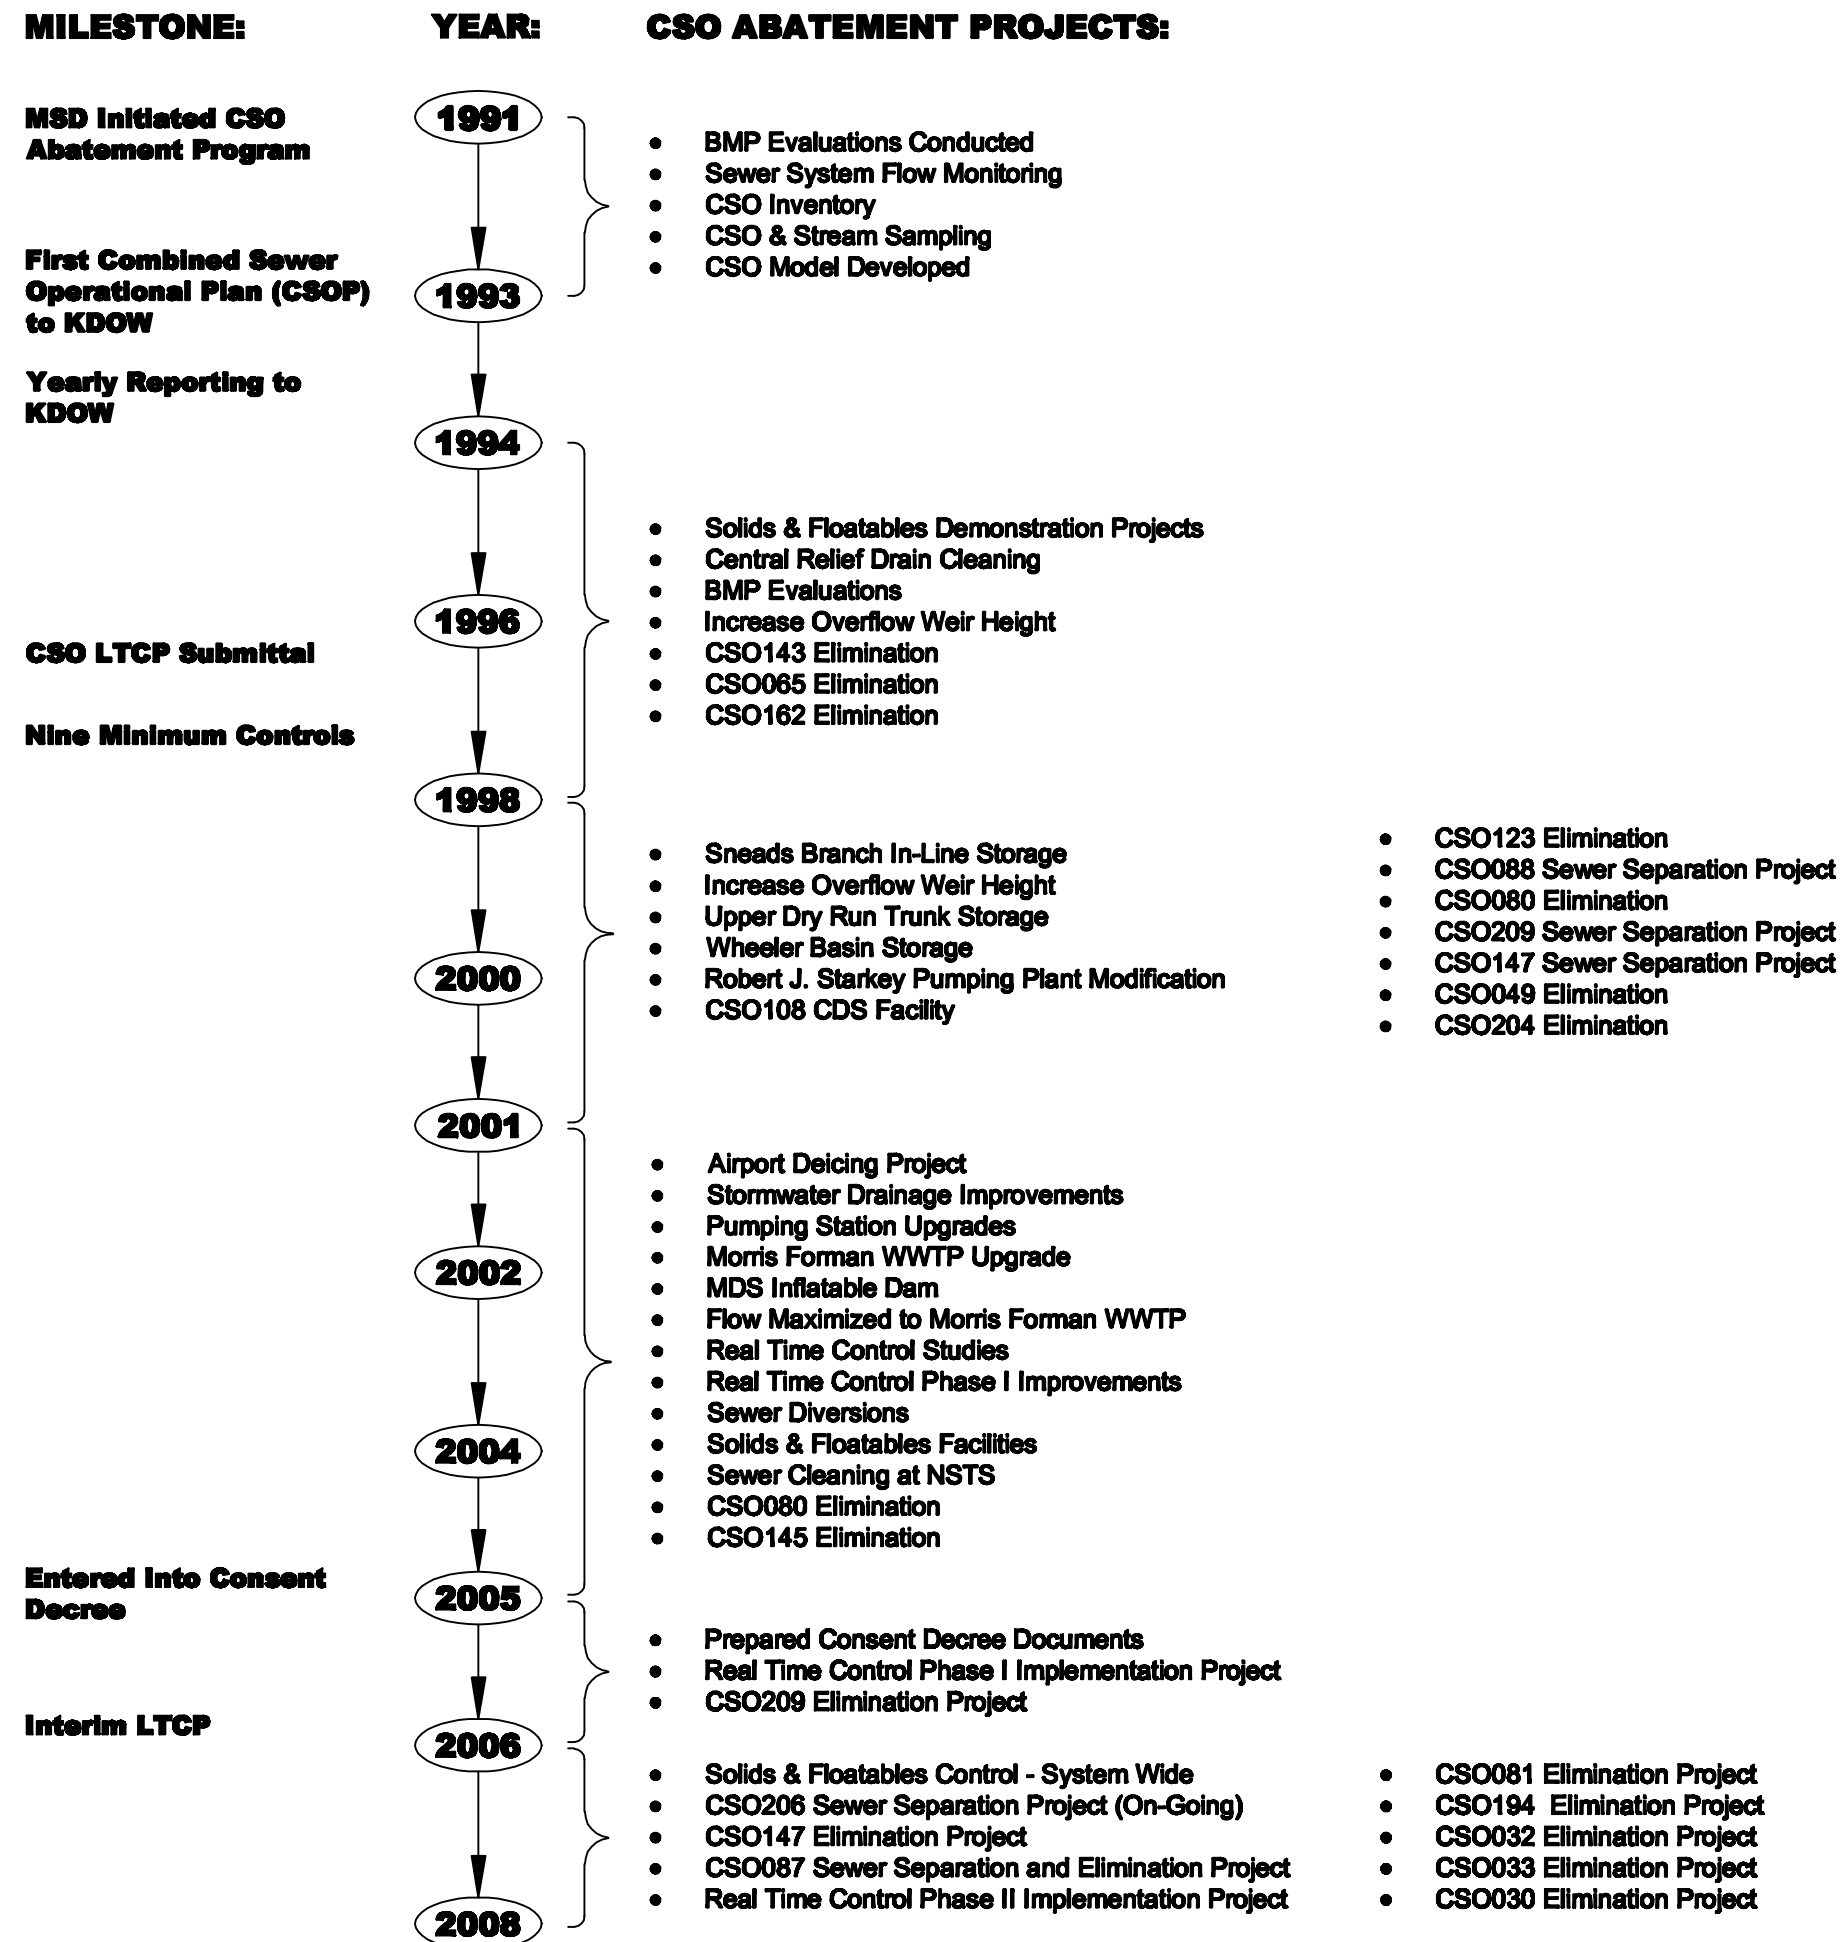 MILESTONE: YEAR: CSO ABATEMENT PROJECTS:
MSD Initiated CSO
Abatement Program
1991
• BMP Evaluations Conducted
• Sewer System Flow Monitoring
• CSO Inventory
• CSO & Stream Sampling
• CSO Model Developed
First Combined Sewer
Operational Plan (CSOP)
to KDOW
1993
Yearly Reporting to
KDOW
1994
• Solids & Floatables Demonstration Projects
• Central Relief Drain Cleaning
• BMP Evaluations
• Increase Overflow Weir Height
• CSO143 Elimination
• CSO065 Elimination
• CSO162 Elimination
1996
CSO LTCP Submittal
Nine Minimum Controls
1998
• Sneads Branch In-Line Storage
• Increase Overflow Weir Height
• Upper Dry Run Trunk Storage
• Wheeler Basin Storage
• Robert J. Starkey Pumping Plant Modification
• CSO108 CDS Facility
• CSO123 Elimination
• CSO088 Sewer Separation Project
• CSO080 Elimination
• CSO209 Sewer Separation Project
• CSO147 Sewer Separation Project
• CSO049 Elimination
• CSO204 Elimination
2000
2001
• Airport Deicing Project
• Stormwater Drainage Improvements
• Pumping Station Upgrades
• Morris Forman WWTP Upgrade
• MDS Inflatable Dam
• Flow Maximized to Morris Forman WWTP
• Real Time Control Studies
• Real Time Control Phase I Improvements
• Sewer Diversions
• Solids & Floatables Facilities
• Sewer Cleaning at NSTS
• CSO080 Elimination
• CSO145 Elimination
2002
2004
Entered Into Consent
Decree
2005
• Prepared Consent Decree Documents
• Real Time Control Phase I Implementation Project
• CSO209 Elimination Project
Interim LTCP
2006
• Solids & Floatables Control - System Wide
• CSO206 Sewer Separation Project (On-Going)
• CSO147 Elimination Project
• CSO087 Sewer Separation and Elimination Project
• Real Time Control Phase II Implementation Project
• CSO081 Elimination Project
• CSO194 Elimination Project
• CSO032 Elimination Project
• CSO033 Elimination Project
• CSO030 Elimination Project
2008